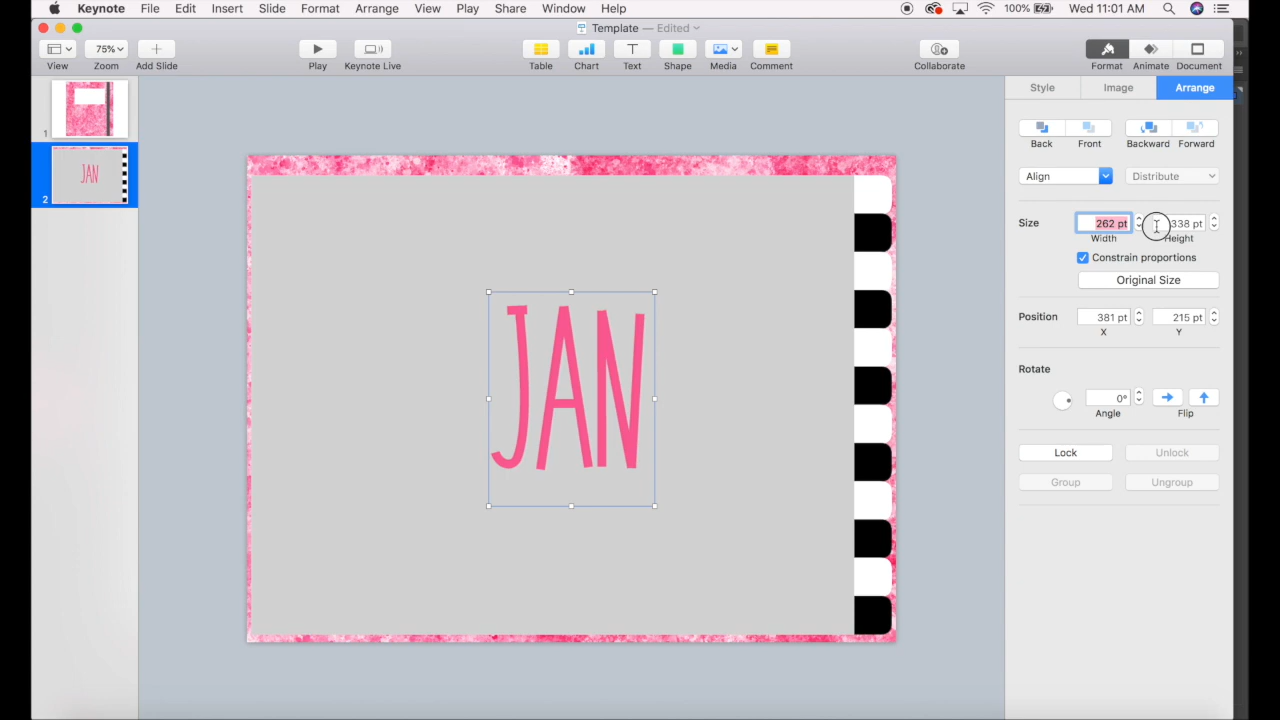 Keynote File Edit Insert Slide Format Arrange View Play Share Window Help 100% Wed 11:01 AM
Template — Edited
75%
View Zoom Add Slide Play Keynote Live Table Chart Text Shape Media Comment Collaborate Format Animate Document
Style Image Arrange
1
JAN
2
Back Front Backward Forward
Align Distribute
Size 262 pt 338 pt
Width Height
Constrain proportions
Original Size
Position 381 pt 215 pt
X Y
Rotate
0°
Angle Flip
Lock Unlock
Group Ungroup
JAN